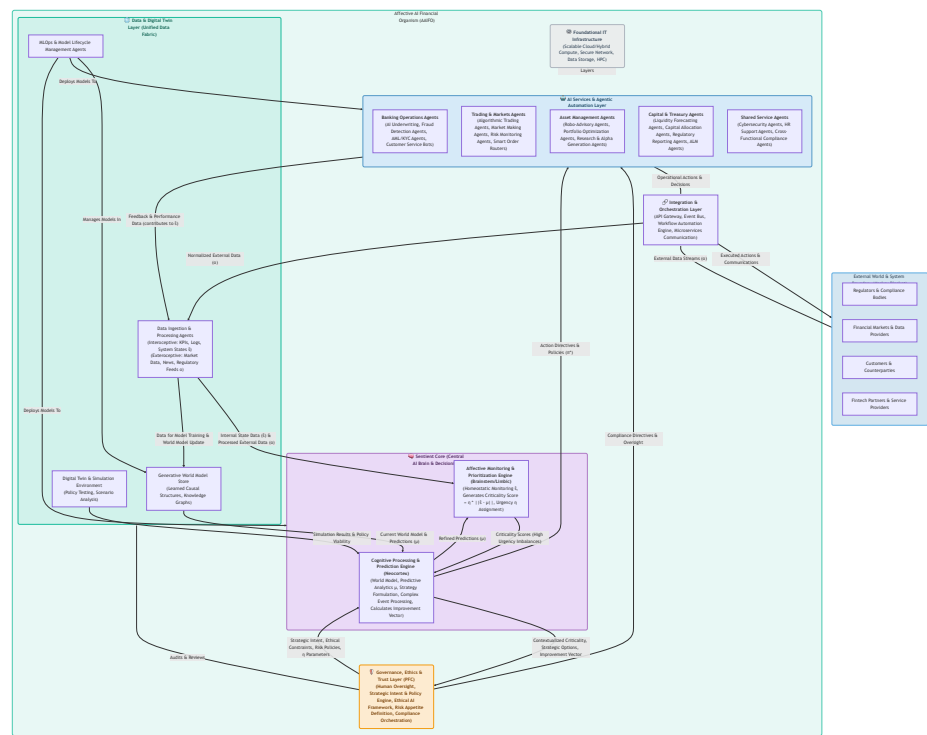 Affective AI Financial
Organism (AAIFO)
Data & Digital Twin
Layer (Unified Data
Fabric)
MLOps & Model Lifecycle
Management Agents
Foundational IT
Infrastructure
(Scalable Cloud/Hybrid
Compute, Secure Network,
Data Storage, HPC)
Layers
Deploys Models To
AI Services & Agentic
Automation Layer
Banking Operations Agents
(AI Underwriting, Fraud
Detection Agents,
AML/KYC Agents,
Customer Service Bots)
Trading & Markets Agents
(Algorithmic Trading
Agents, Market Making
Agents, Risk Monitoring
Agents, Smart Order
Routers)
Asset Management Agents
(Robo-Advisory Agents,
Portfolio Optimization
Agents, Research & Alpha
Generation Agents)
Capital & Treasury Agents
(Liquidity Forecasting
Agents, Capital Allocation
Agents, Regulatory
Reporting Agents, ALM
Agents)
Shared Service Agents
(Cybersecurity Agents, HR
Support Agents, Cross-
Functional Compliance
Agents)
Operational Actions &
Decisions
Integration &
Orchestration Layer
(API Gateway, Event Bus,
Workflow Automation
Engine, Microservices
Communication)
Manages Models In
Feedback & Performance
Data (contributes to ξ)
Normalized External Data
(α)
External Data Streams (α)
Executed Actions &
Communications
External World & System
Regulators & Compliance
Bodies
Financial Markets & Data
Providers
Customers &
Counterparties
Fintech Partners & Service
Providers
Data Ingestion &
Processing Agents
(Interoceptive: KPIs, Logs,
System States ξ)
(Exteroceptive: Market
Data, News, Regulatory
Feeds α)
Action Directives &
Policies (π*)
Deploys Models To
Data for Model Training &
World Model Update
Internal State Data (ξ) &
Processed External Data (α)
Compliance Directives &
Oversight
Sentient Core (Central
AI Brain & Decision
Digital Twin & Simulation
Environment
(Policy Testing, Scenario
Analysis)
Generative World Model
Store
(Learned Causal
Structures, Knowledge
Graphs)
Affective Monitoring &
Prioritization Engine
(Brainstem/Limbic)
(Homeostatic Monitoring ξ,
Generates Criticality Score
Assignment)
Simulation Results & Policy
Viability
Current World Model &
Predictions (μ)
Refined Predictions (μ)
Criticality Scores (High
Urgency Imbalances)
Cognitive Processing &
Prediction Engine
(Neocortex)
(World Model, Predictive
Analytics μ, Strategy
Formulation, Complex
Event Processing,
Calculates Improvement
Vector)
Strategic Intent, Ethical
Constraints, Risk Policies,
η Parameters
Contextualized Criticality,
Strategic Options,
Improvement Vector
Audits & Reviews
Governance, Ethics &
Trust Layer (PFC)
(Human Oversight,
Strategic Intent & Policy
Engine, Ethical AI
Framework, Risk Appetite
Definition, Compliance
Orchestration)